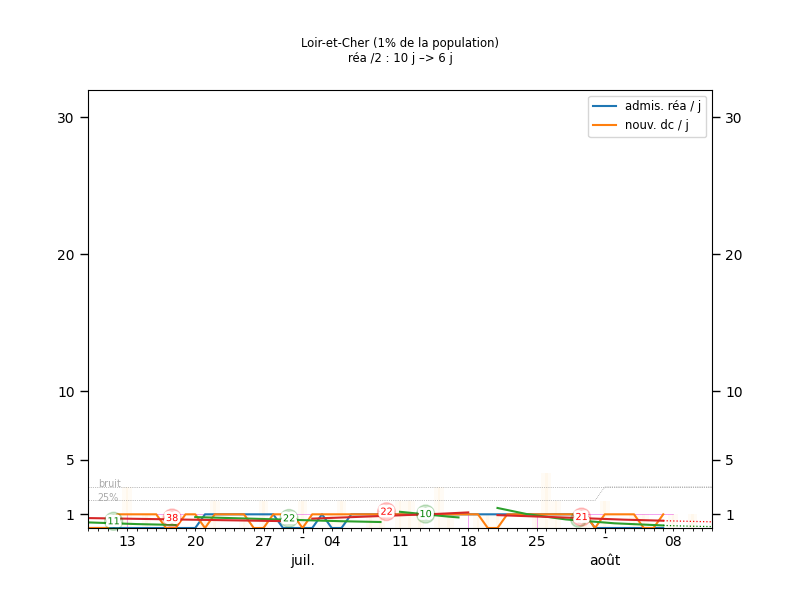 Loir-et-Cher (1% de la population)
réa /2 : 10 j –> 6 j
admis. réa / j
nouv. dc / j
30 30
20 20
10 10
5 5
bruit
25%
1 11 38 22 22 10 21 1
13 20 27 - 04 11 18 25 - 08
juil. août